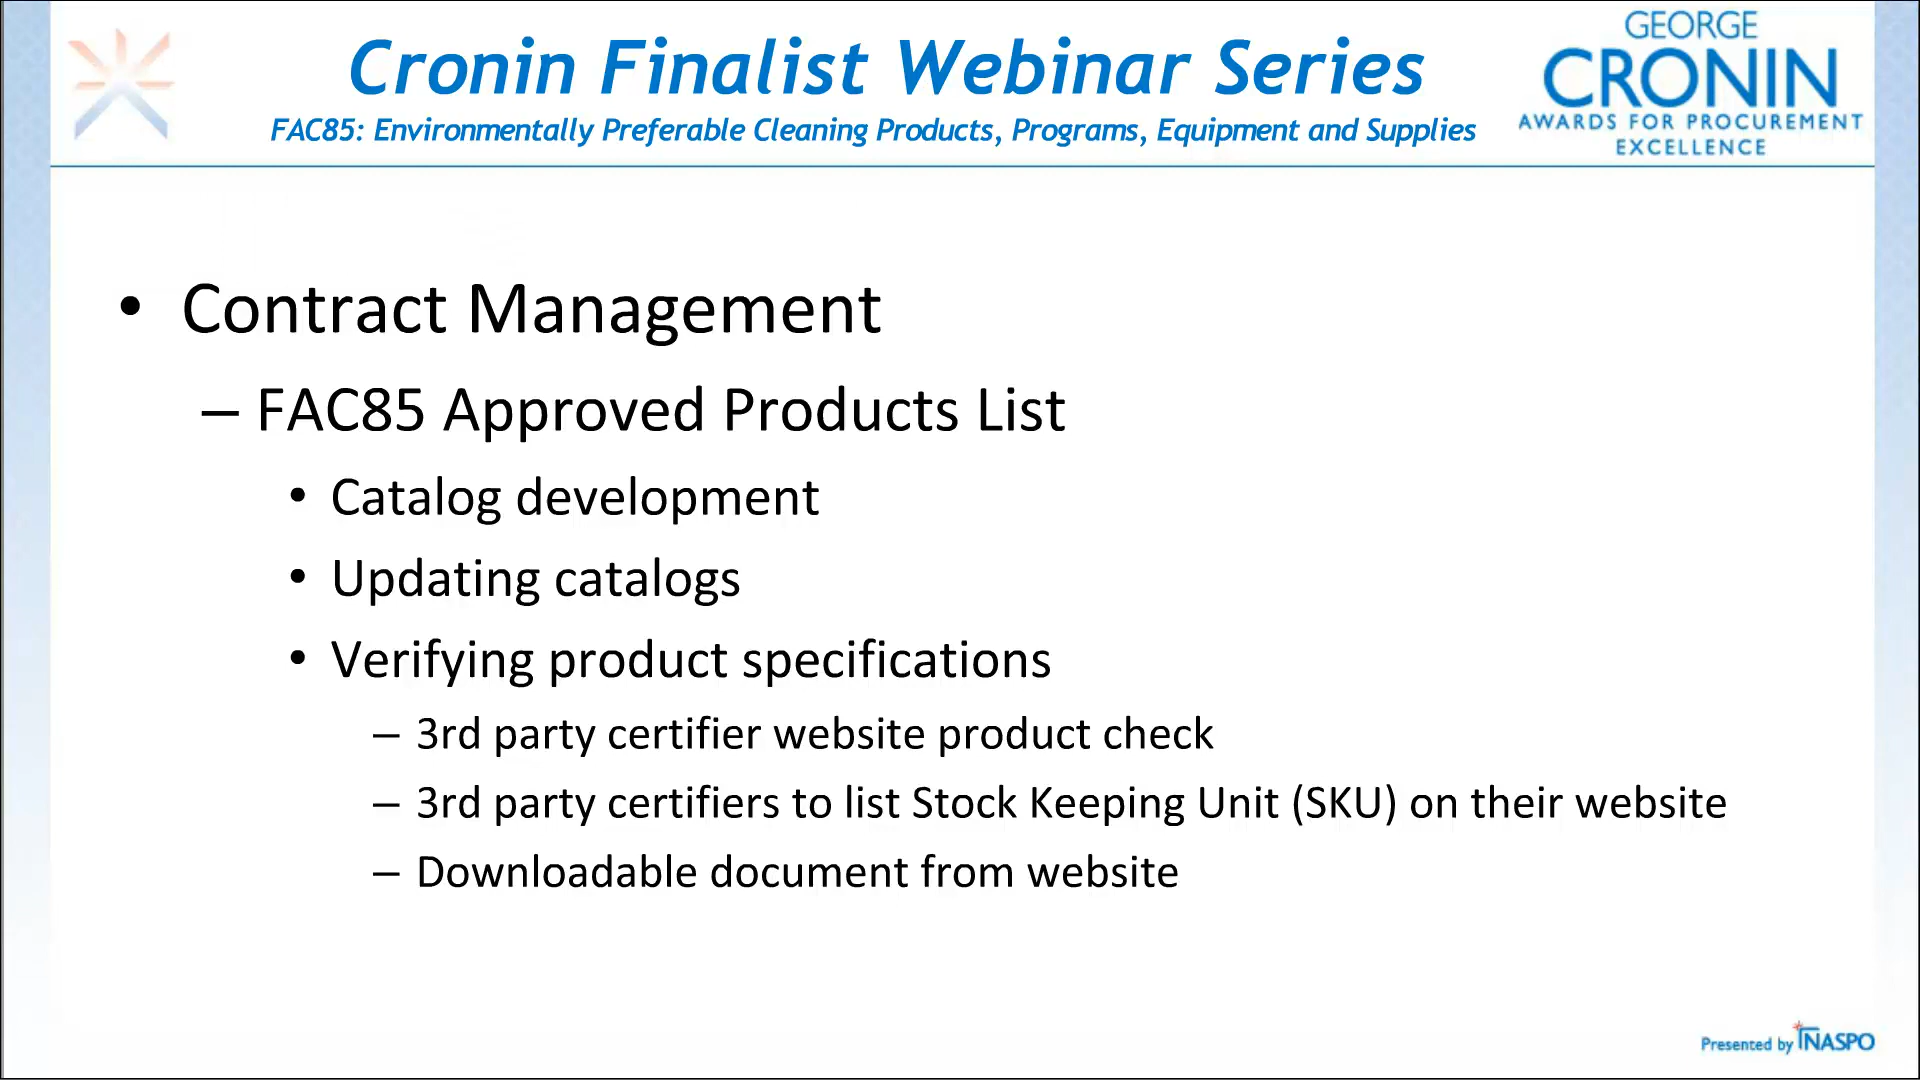 Cronin Finalist Webinar Series
FAC85: Environmentally Preferable Cleaning Products, Programs, Equipment and Supplies
GEORGE
CRONIN
AWARDS FOR PROCUREMENT
EXCELLENCE
• Contract Management
– FAC85 Approved Products List
• Catalog development
• Updating catalogs
• Verifying product specifications
– 3rd party certifier website product check
– 3rd party certifiers to list Stock Keeping Unit (SKU) on their website
– Downloadable document from website
Presented by NASPO